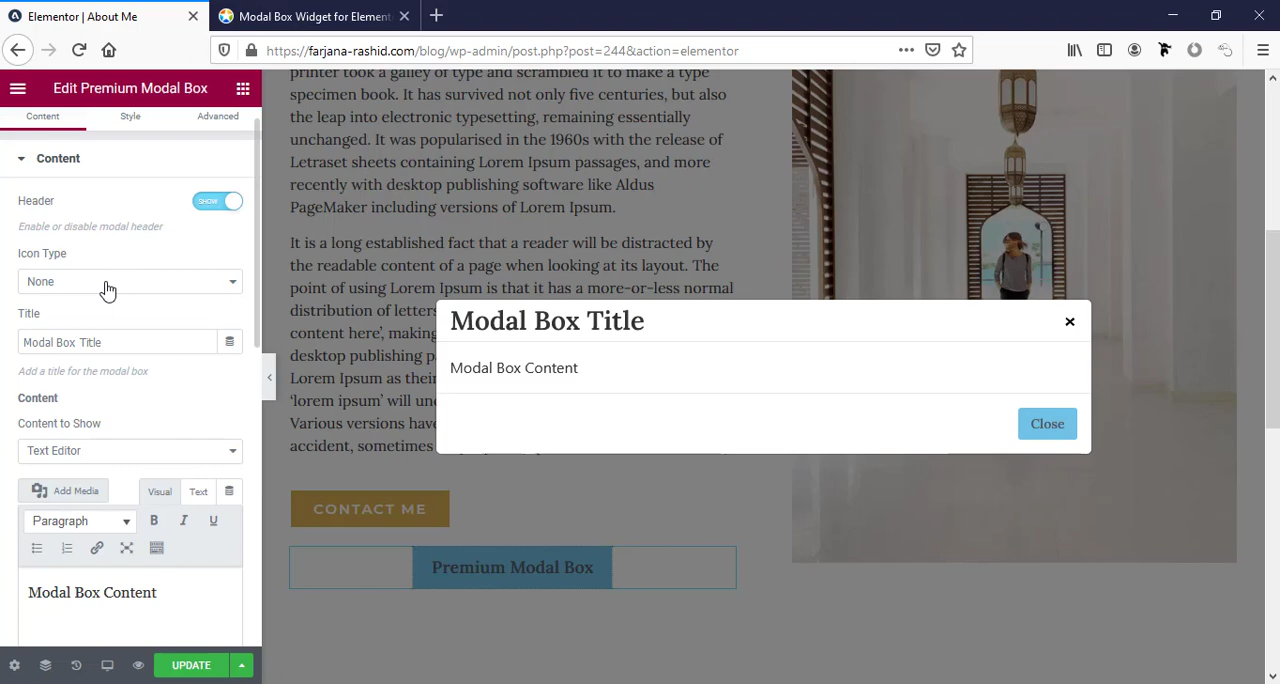 Elementor | About Me
Modal Box Widget for Element
https://farjana-rashid.com/blog/wp-admin/post.php?post=244&action=elementor
Edit Premium Modal Box
Content
Style
Advanced
Content
Header
SHOW
Enable or disable modal header
Icon Type
None
Title
Modal Box Title
Add a title for the modal box
Content
Content to Show
Text Editor
Add Media
Visual
Text
Paragraph
B
I
U
Modal Box Content
UPDATE
printer took a galley of type and scrambled it to make a type
specimen book. It has survived not only five centuries, but also
the leap into electronic typesetting, remaining essentially
unchanged. It was popularised in the 1960s with the release of
Letraset sheets containing Lorem Ipsum passages, and more
recently with desktop publishing software like Aldus
PageMaker including versions of Lorem Ipsum.
It is a long established fact that a reader will be distracted by
the readable content of a page when looking at its layout. The
point of using Lorem Ipsum is that it has a more-or-less normal
distribution of letters
content here’, making
desktop publishing p
Lorem Ipsum as their
‘lorem ipsum’ will un
Various versions have
accident, sometimes
Modal Box Title
Modal Box Content
Close
CONTACT ME
Premium Modal Box